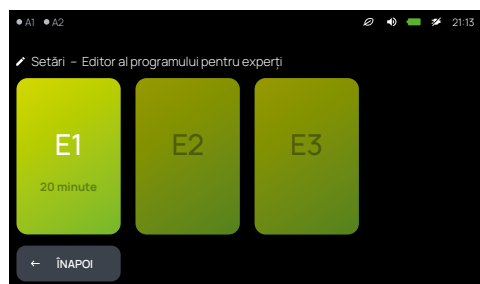 A1 A2 21:13
Setări – Editor al programului pentru experți
E1 E2 E3
20 minute
← ÎNAPOI